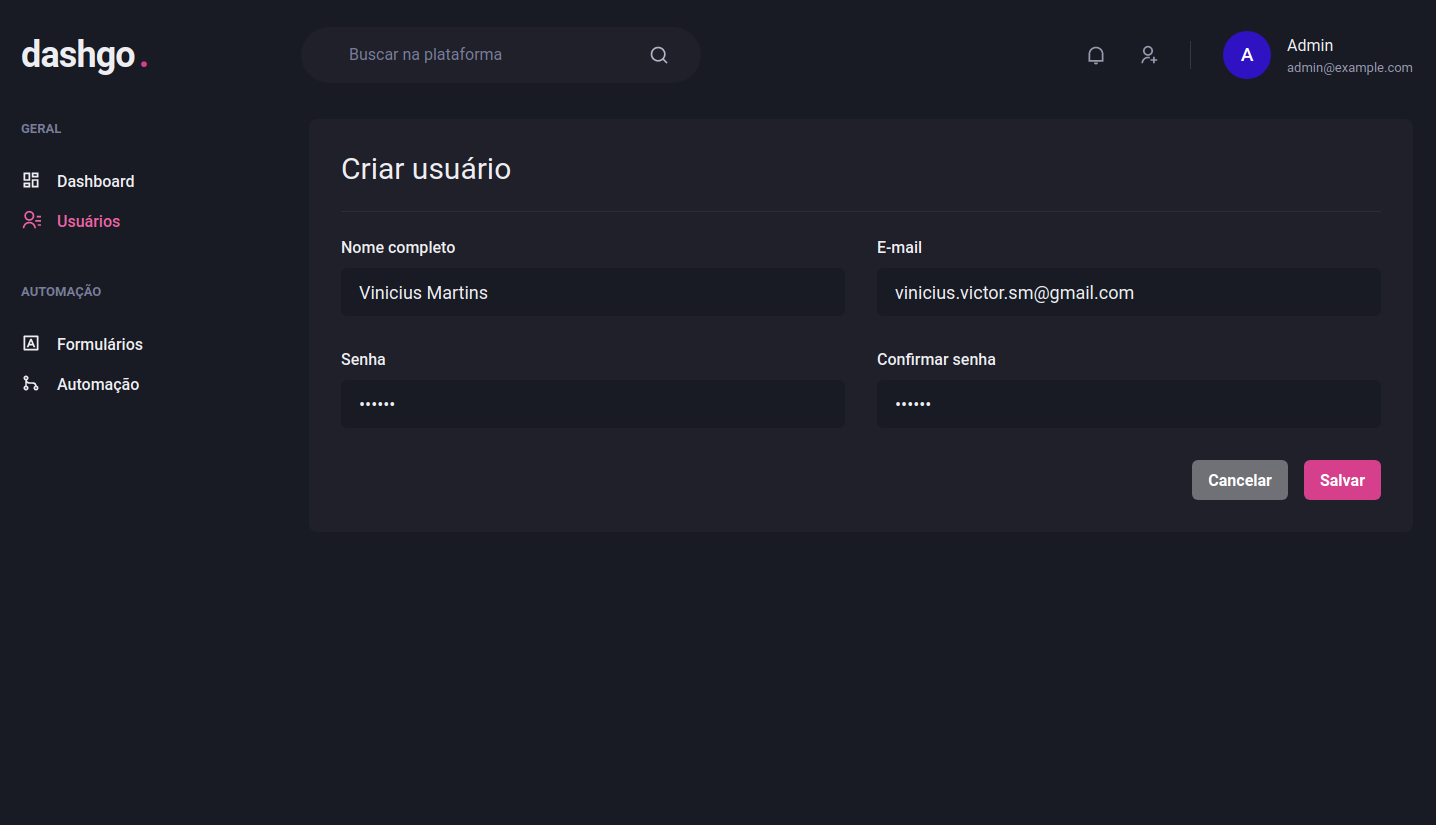 dashgo.
Buscar na plataforma
A
Admin
admin@example.com
GERAL
Dashboard
Usuários
AUTOMAÇÃO
Formulários
Automação
Criar usuário
Nome completo
E-mail
Vinicius Martins
vinicius.victor.sm@gmail.com
Senha
Confirmar senha
••••••
••••••
Cancelar
Salvar